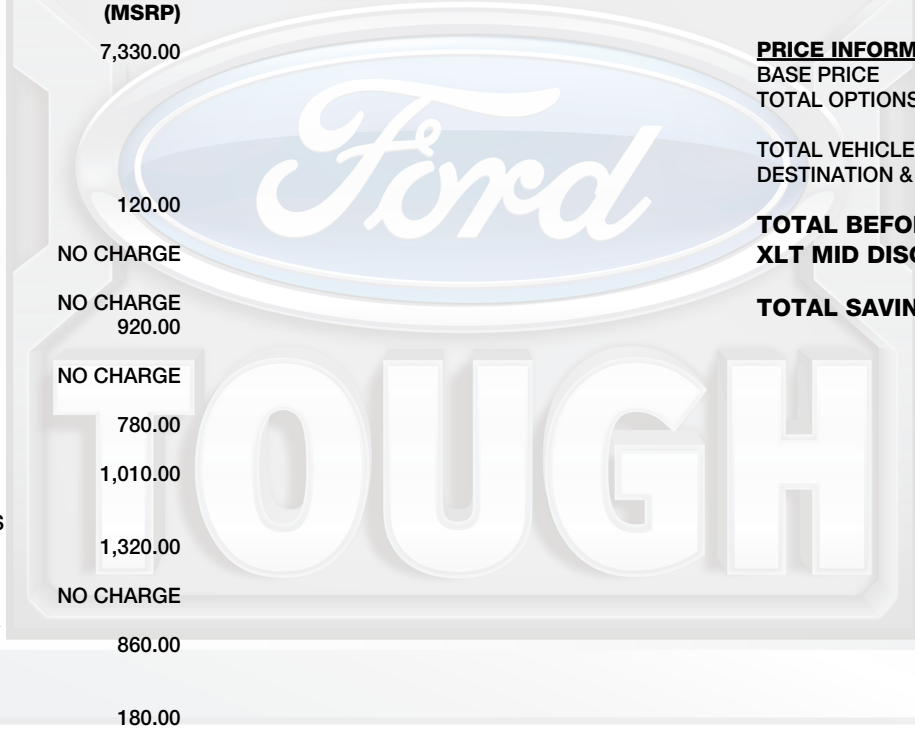 (MSRP)
7,330.00
120.00
NO CHARGE
NO CHARGE
920.00
NO CHARGE
780.00
1,010.00
S
1,320.00
NO CHARGE
860.00
180.00
PRICE INFORM
BASE PRICE
TOTAL OPTIONS
TOTAL VEHICLE
DESTINATION &
TOTAL BEFO
XLT MID DISC
TOTAL SAVIN
Ford
TOUGH